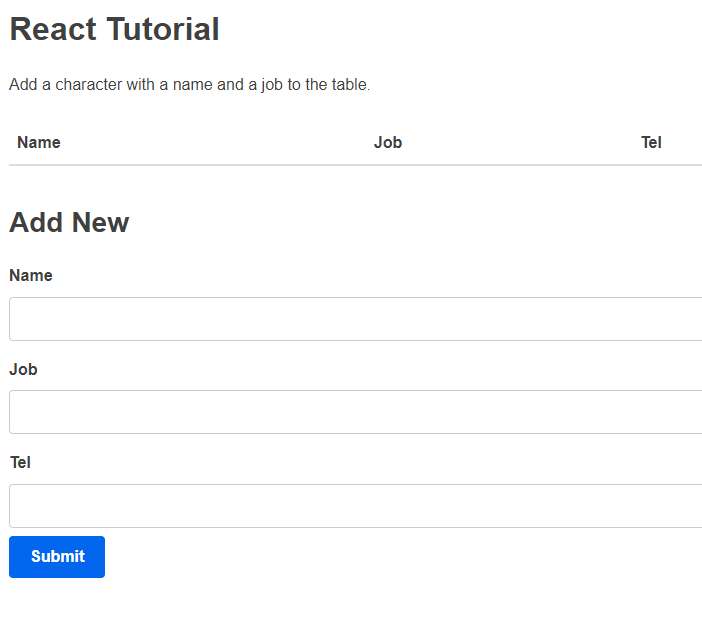 React Tutorial
Add a character with a name and a job to the table.
Name Job Tel
Add New
Name
Job
Tel
Submit